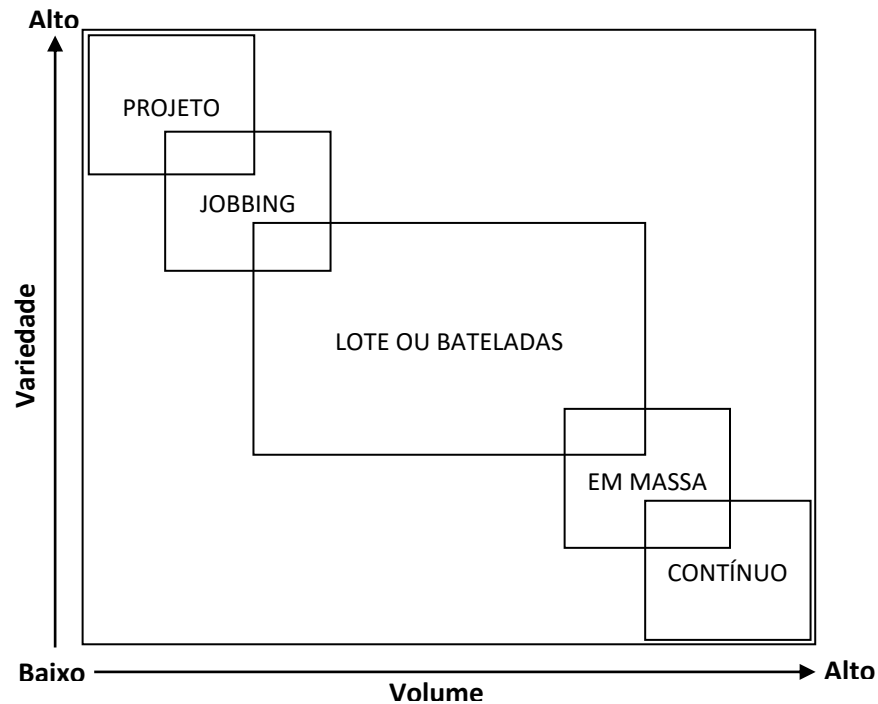 Alto
PROJETO
JOBBING
Variedade
LOTE OU BATELADAS
EM MASSA
CONTÍNUO
Baixo
Alto
Volume